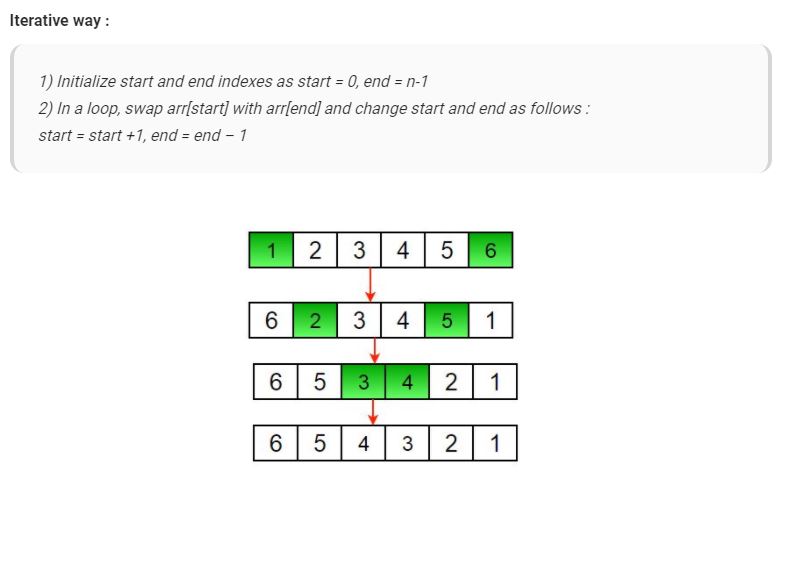 Iterative way :
1) Initialize start and end indexes as start = 0, end = n-1
2) In a loop, swap arr[start] with arr[end] and change start and end as follows :
start = start +1, end = end – 1
1 2 3 4 5 6
6 2 3 4 5 1
6 5 3 4 2 1
6 5 4 3 2 1